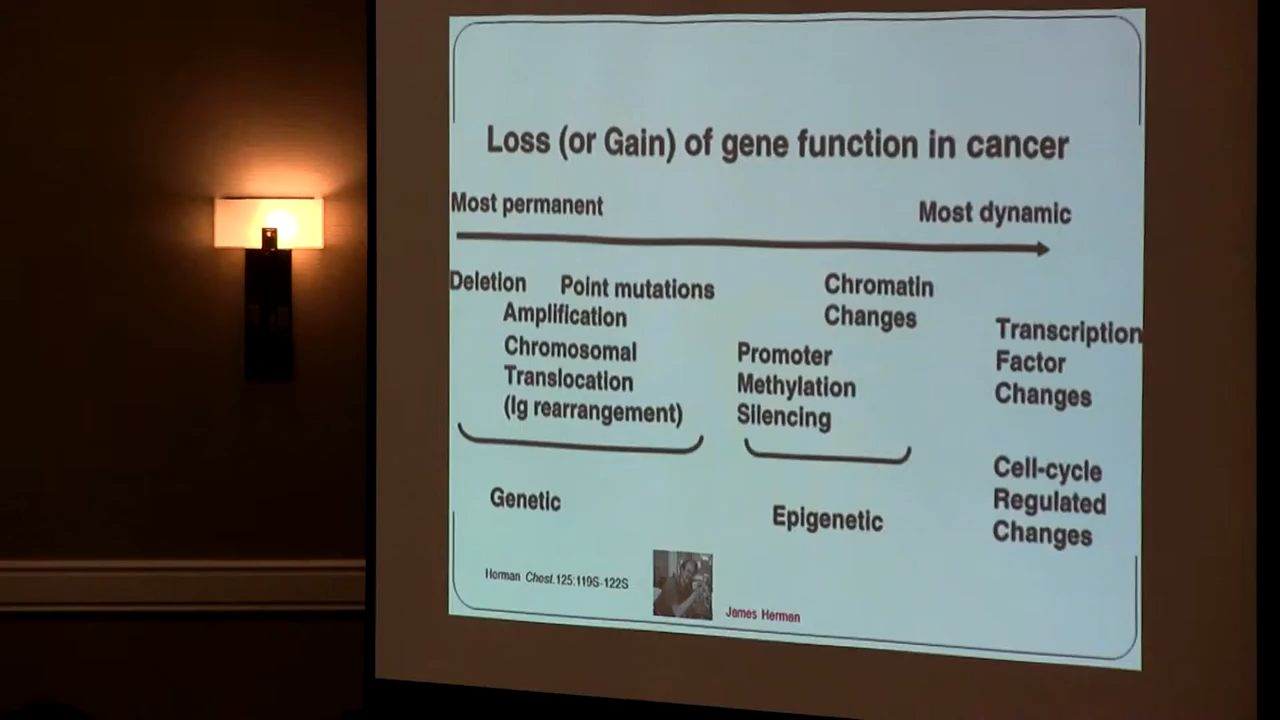 Loss (or Gain) of gene function in cancer
Most permanent
Most dynamic
Deletion
Point mutations
Amplification
Chromosomal
Translocation
(Ig rearrangement)
Chromatin
Changes
Promoter
Methylation
Silencing
Transcription
Factor
Changes
Cell-cycle
Regulated
Changes
Genetic
Epigenetic
Herman Chest.125:119S-122S
James Herman